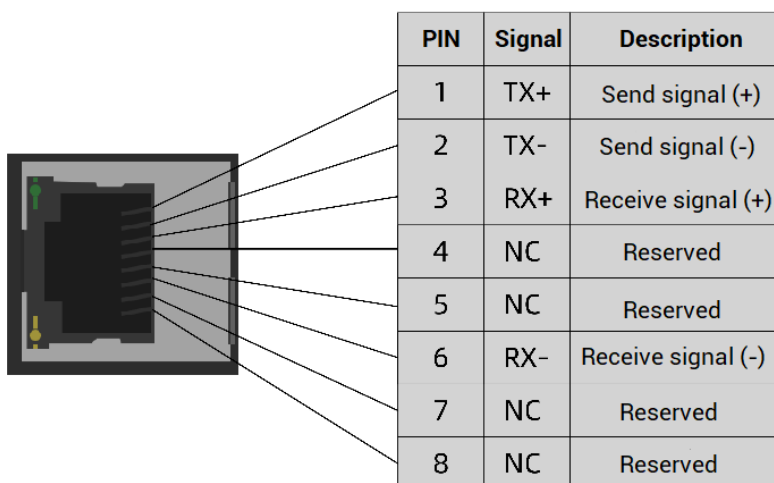 PIN Signal Description
1 TX+ Send signal (+)
2 TX- Send signal (-)
3 RX+ Receive signal (+)
4 NC Reserved
5 NC Reserved
6 RX- Receive signal (-)
7 NC Reserved
8 NC Reserved